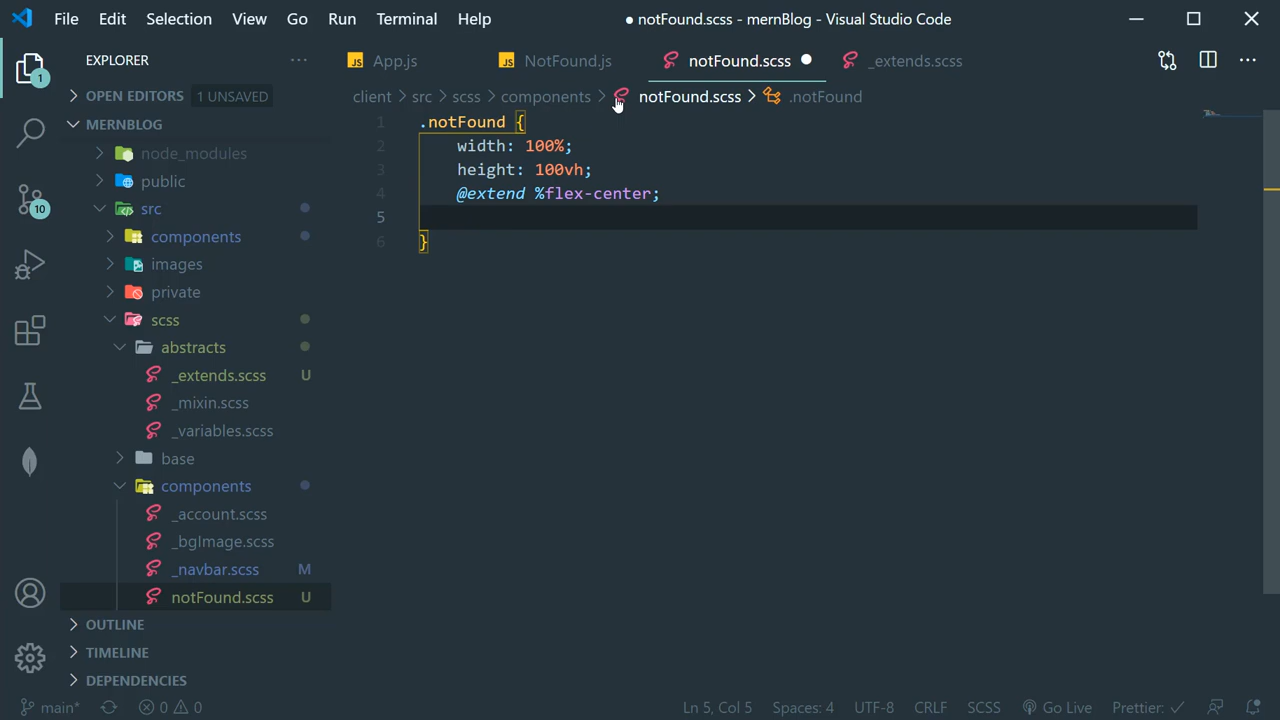 File Edit Selection View Go Run Terminal Help ● notFound.scss - mernBlog - Visual Studio Code
EXPLORER
JS App.js JS NotFound.js notFound.scss _extends.scss
1
OPEN EDITORS 1 UNSAVED
client > src > scss > components > notFound.scss > .notFound
MERNBLOG
node_modules
public
src
components
images
private
scss
abstracts
_extends.scss U
_mixin.scss
_variables.scss
base
components
_account.scss
_bgImage.scss
_navbar.scss M
notFound.scss U
OUTLINE
TIMELINE
DEPENDENCIES
10
1 .notFound {
2 width: 100%;
3 height: 100vh;
4 @extend %flex-center;
5
6 }
main* 0 0 Ln 5, Col 5 Spaces: 4 UTF-8 CRLF SCSS Go Live Prettier: ✓